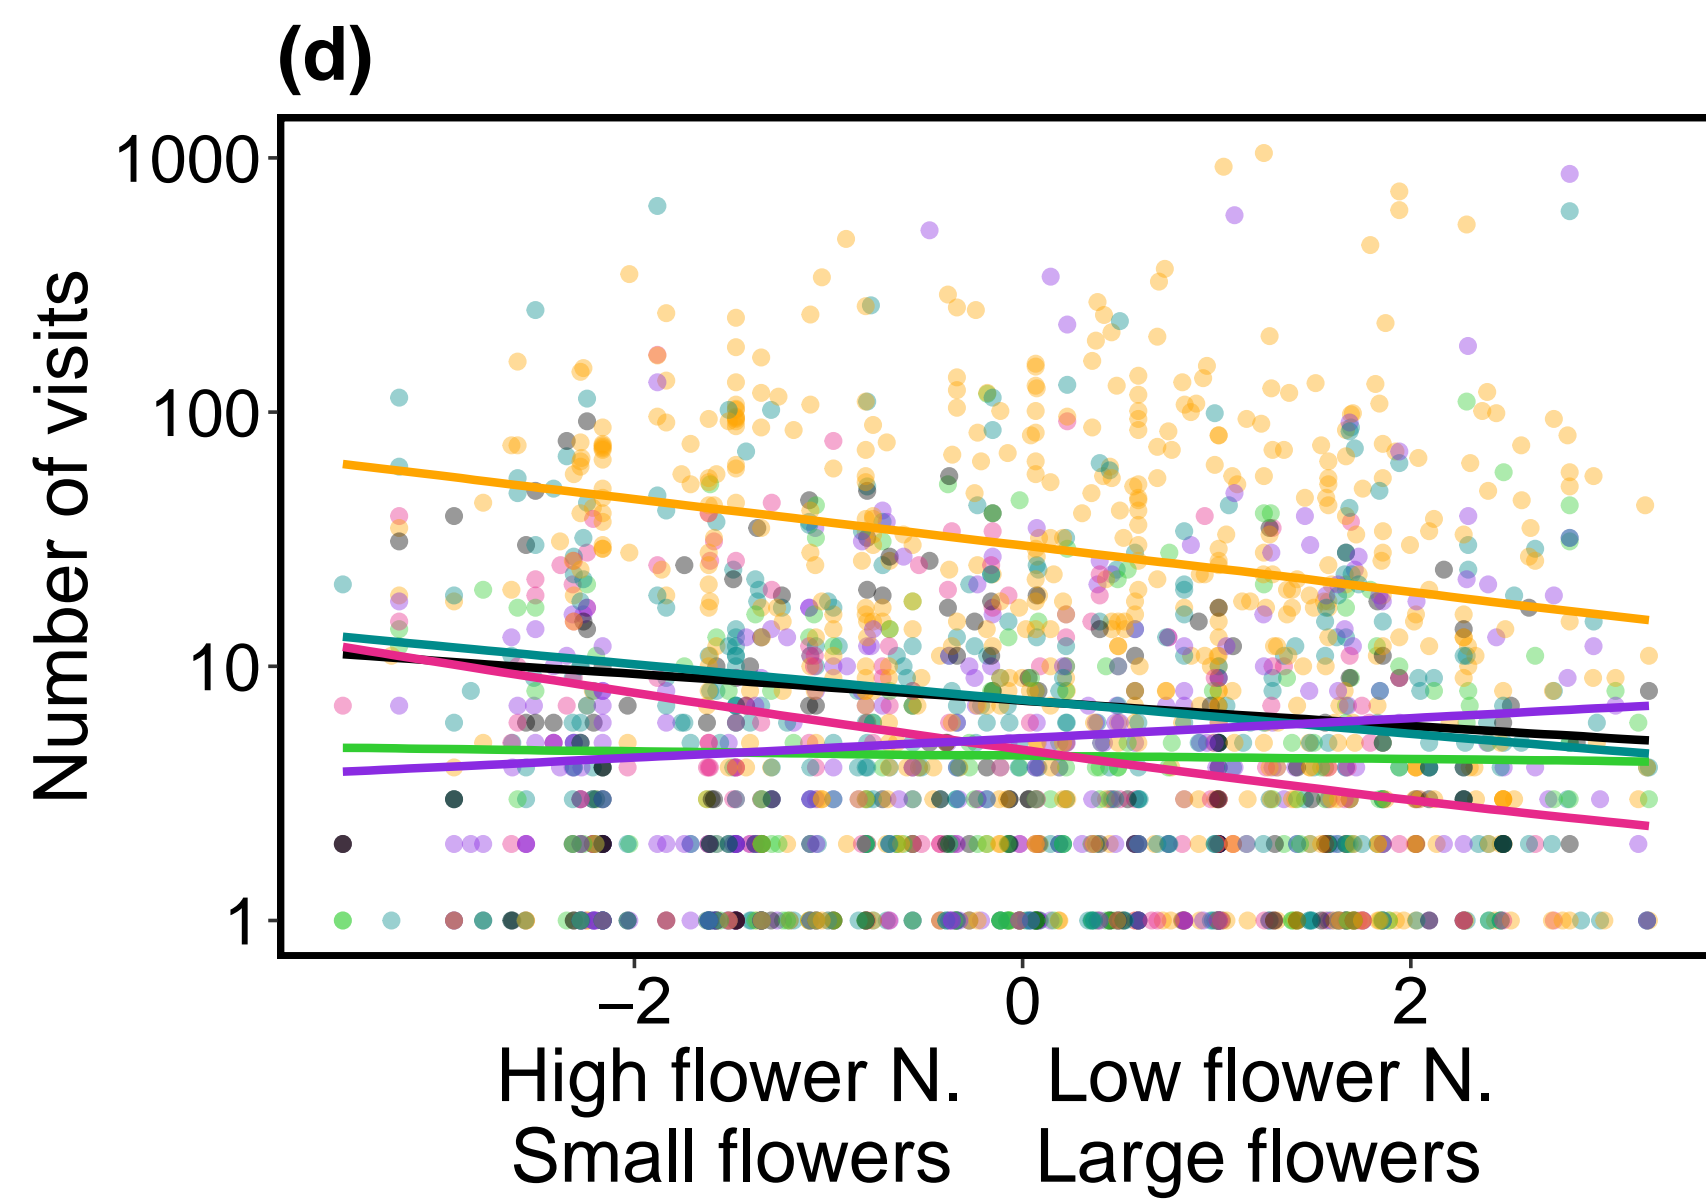 (d)
Number of visits
1000
100
10
1
−2 0 2
High flower N. Low flower N.
Small flowers Large flowers